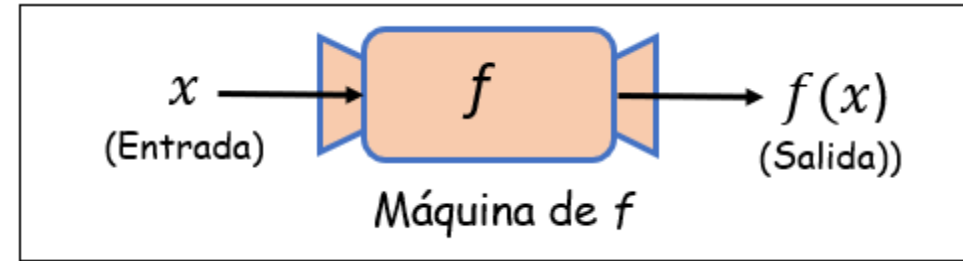 x f f(x)
(Entrada) (Salida))
Máquina de f